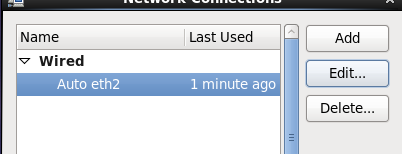 Network Connections
Name Last Used Add
Wired
Edit...
Auto eth2 1 minute ago
Delete...